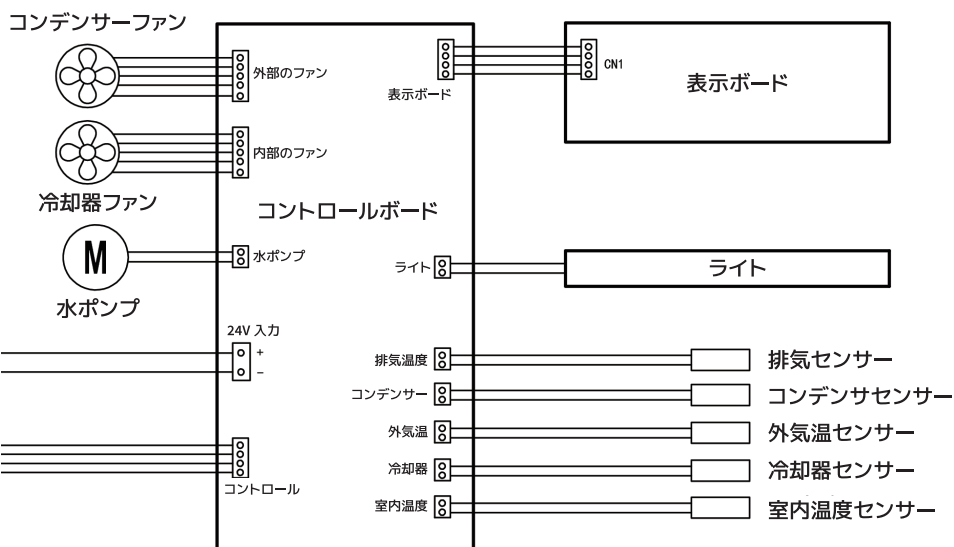 コンデンサーファン
外部のファン
冷却器ファン
内部のファン
M
水ポンプ
水ポンプ
24V 入力
+
−
コントロール
コントロールボード
表示ボード
CN1
表示ボード
ライト
ライト
排気温度
排気センサー
コンデンサー
コンデンサセンサー
外気温
外気温センサー
冷却器
冷却器センサー
室内温度
室内温度センサー